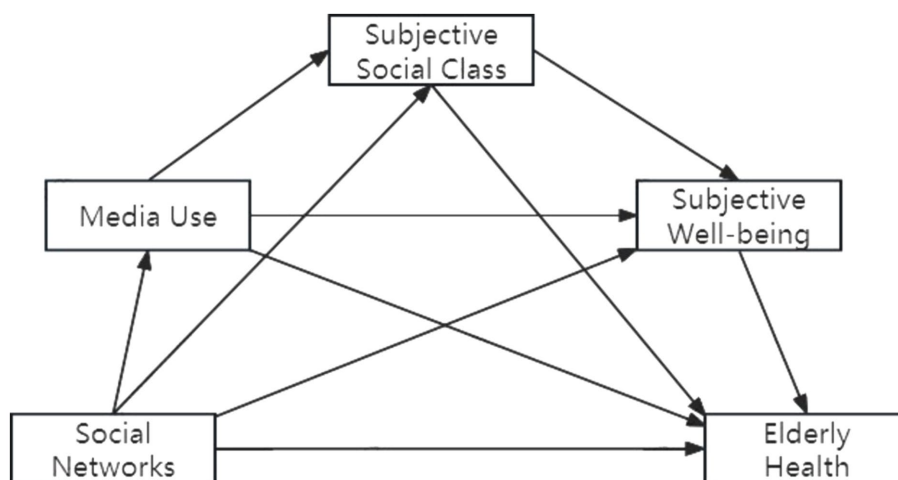 Subjective
Social Class
Media Use
Subjective
Well-being
Social
Networks
Elderly
Health